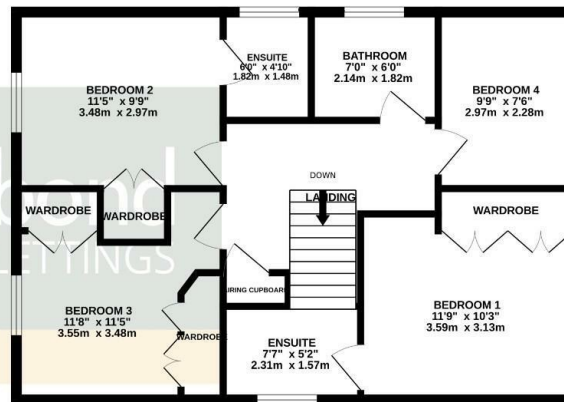 BEDROOM 2
11'5" x 9'9"
3.48m x 2.97m
ENSUITE
6'0" x 4'10"
1.82m x 1.48m
BATHROOM
7'0" x 6'0"
2.14m x 1.82m
BEDROOM 4
9'9" x 7'6"
2.97m x 2.28m
DOWN
LANDING
WARDROBE
WARDROBE
WARDROBE
bond
LETTINGS
BEDROOM 3
11'8" x 11'5"
3.55m x 3.48m
WARDROBE
AIRING CUPBOARD
ENSUITE
7'7" x 5'2"
2.31m x 1.57m
BEDROOM 1
11'9" x 10'3"
3.59m x 3.13m